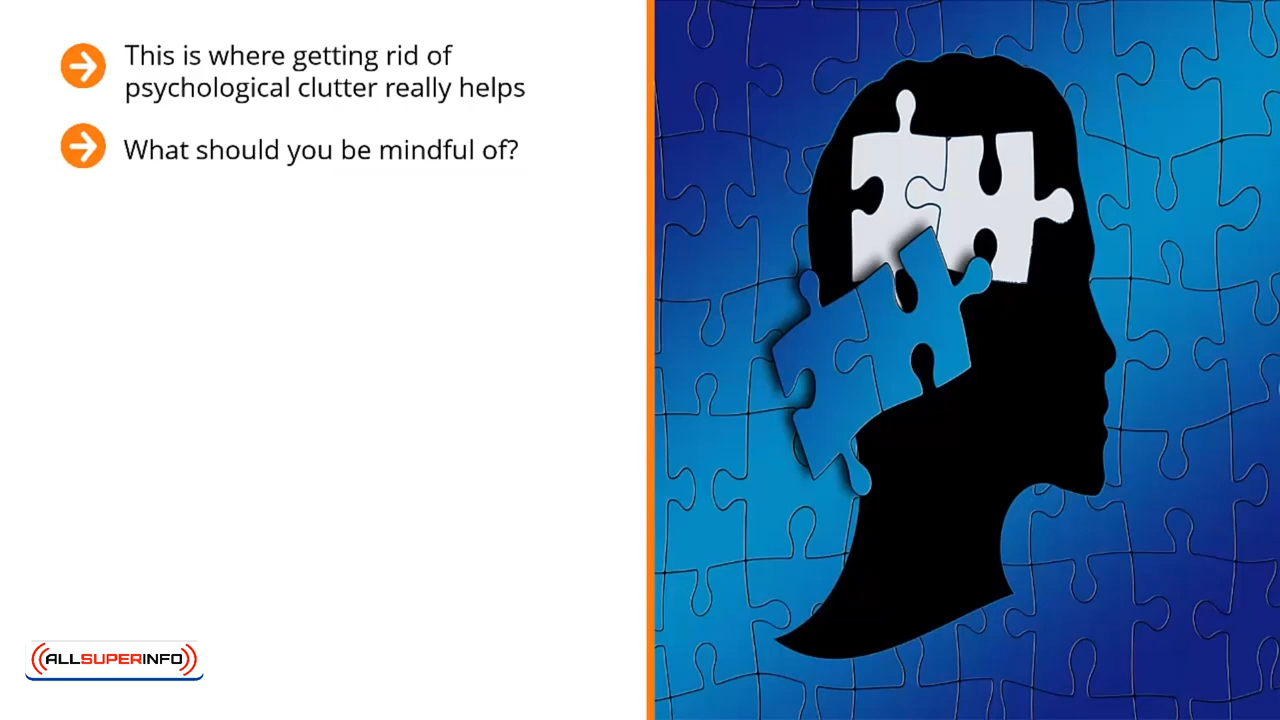 This is where getting rid of
psychological clutter really helps
What should you be mindful of?
((ALLSUPERINFO))